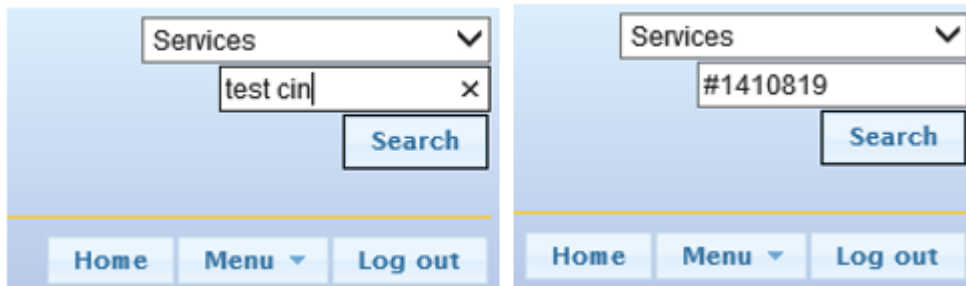 Services
test cin
Search
Home Menu Log out
Services
#1410819
Search
Home Menu Log out